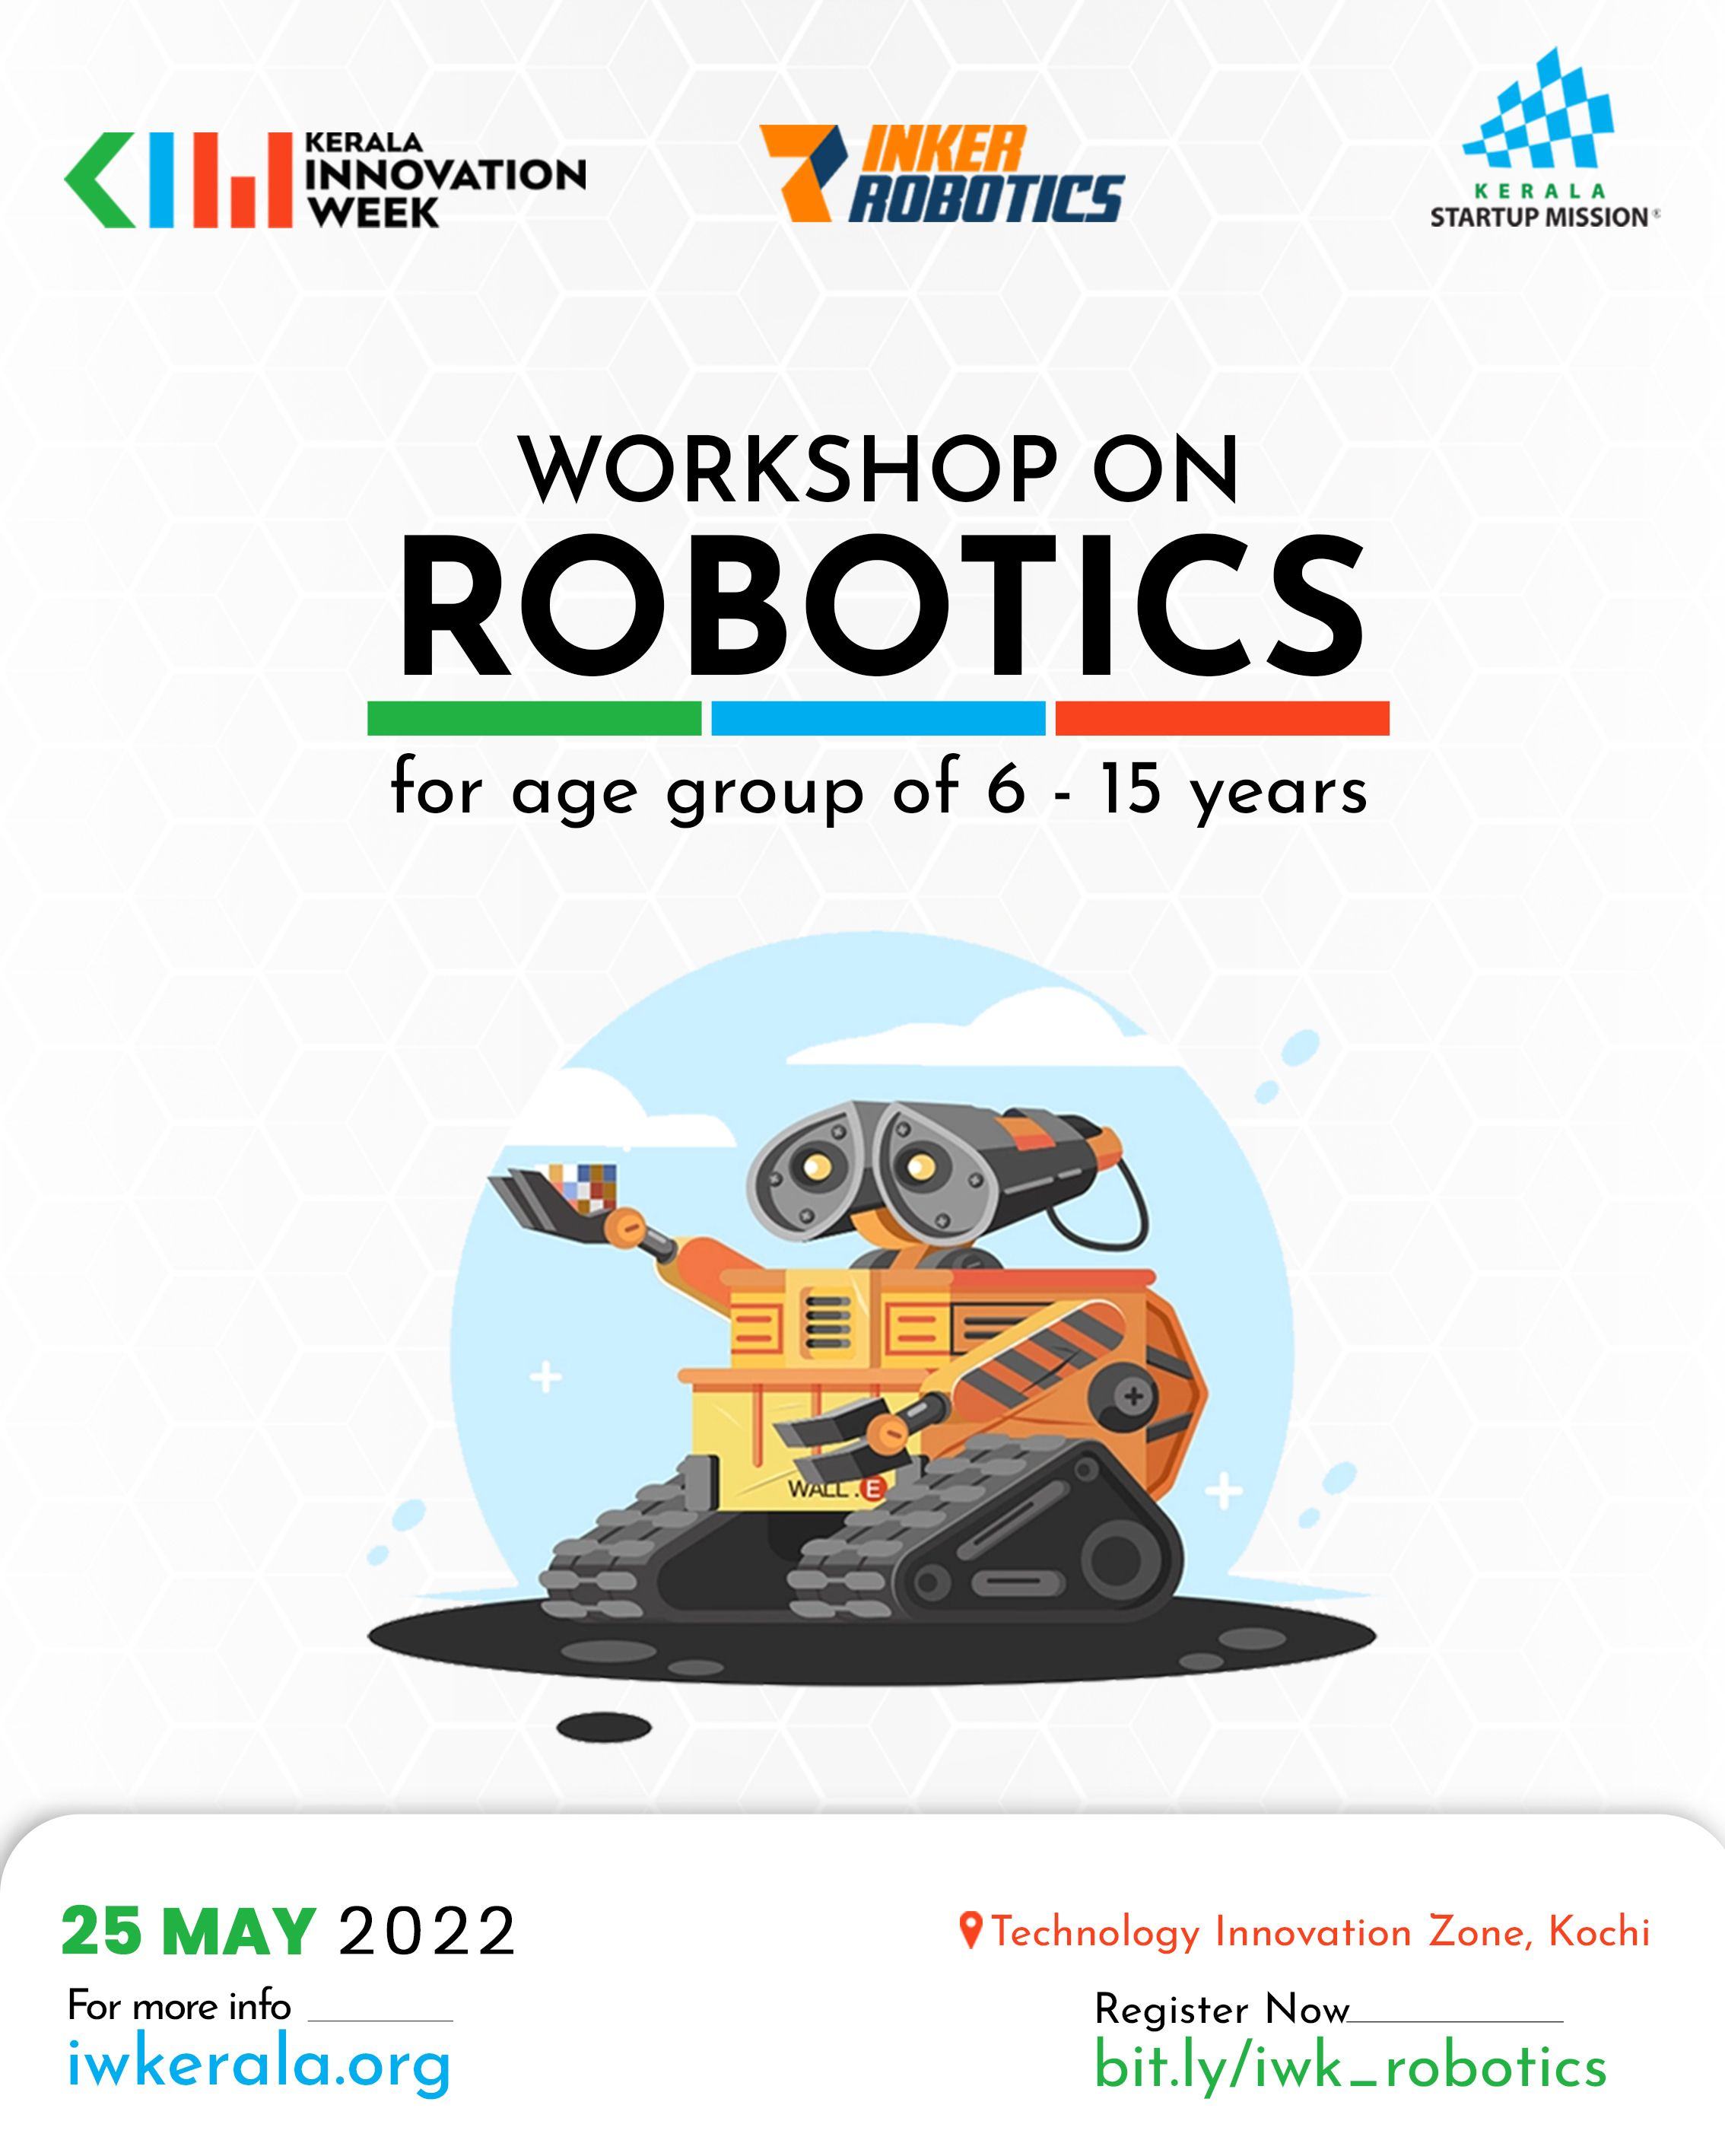 KERALA
INNOVATION
WEEK
INKER
ROBOTICS
KERALA
STARTUP MISSION®
WORKSHOP ON
ROBOTICS
for age group of 6 - 15 years
WALL.E
25 MAY 2022
For more info
iwkerala.org
Technology Innovation Zone, Kochi
Register Now
bit.ly/iwk_robotics